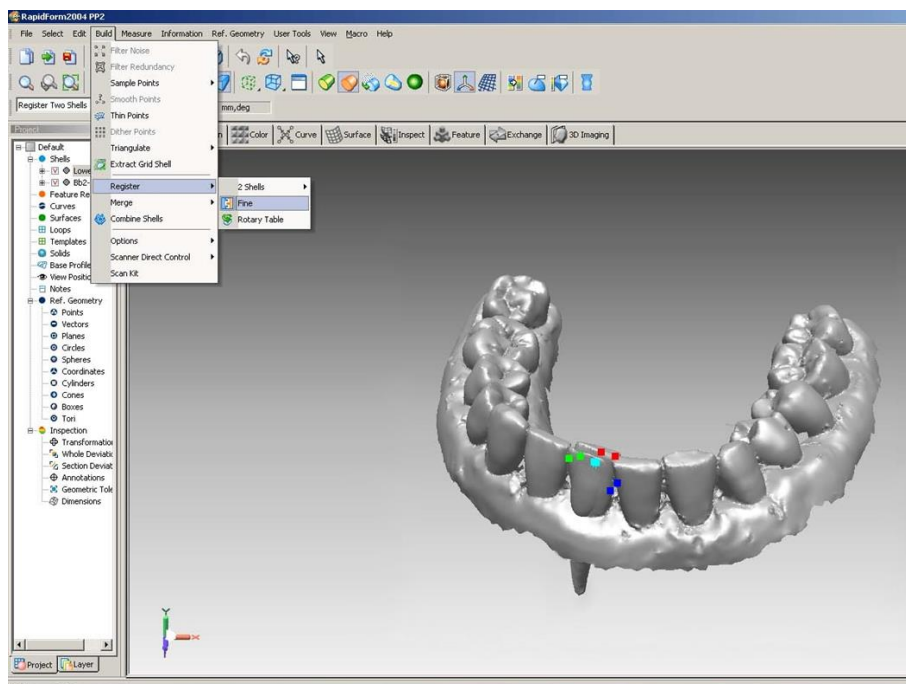 RapidForm2004 PP2
File Select Edit Build Measure Information Ref. Geometry User Tools View Macro Help
Filter Noise
Filter Redundancy
Sample Points
Register Two Shells
mm,deg
Smooth Points
Thin Points
Dither Points
Color Curve Surface Inspect Feature Exchange 3D Imaging
Triangulate
Extract Grid Shell
Register
Merge
Combine Shells
Options
Scanner Direct Control
Scan Kit
2 Shells
Fine
Rotary Table
Project
Default
Shells
Lowe
Bb2-
Feature Re
Curves
Surfaces
Loops
Templates
Solids
Base Profile
View Positio
Notes
Ref. Geometry
Points
Vectors
Planes
Circles
Spheres
Coordinates
Cylinders
Cones
Boxes
Tori
Inspection
Transformation
Whole Deviatio
Section Deviat
Annotations
Geometric Tole
Dimensions
Project Layer